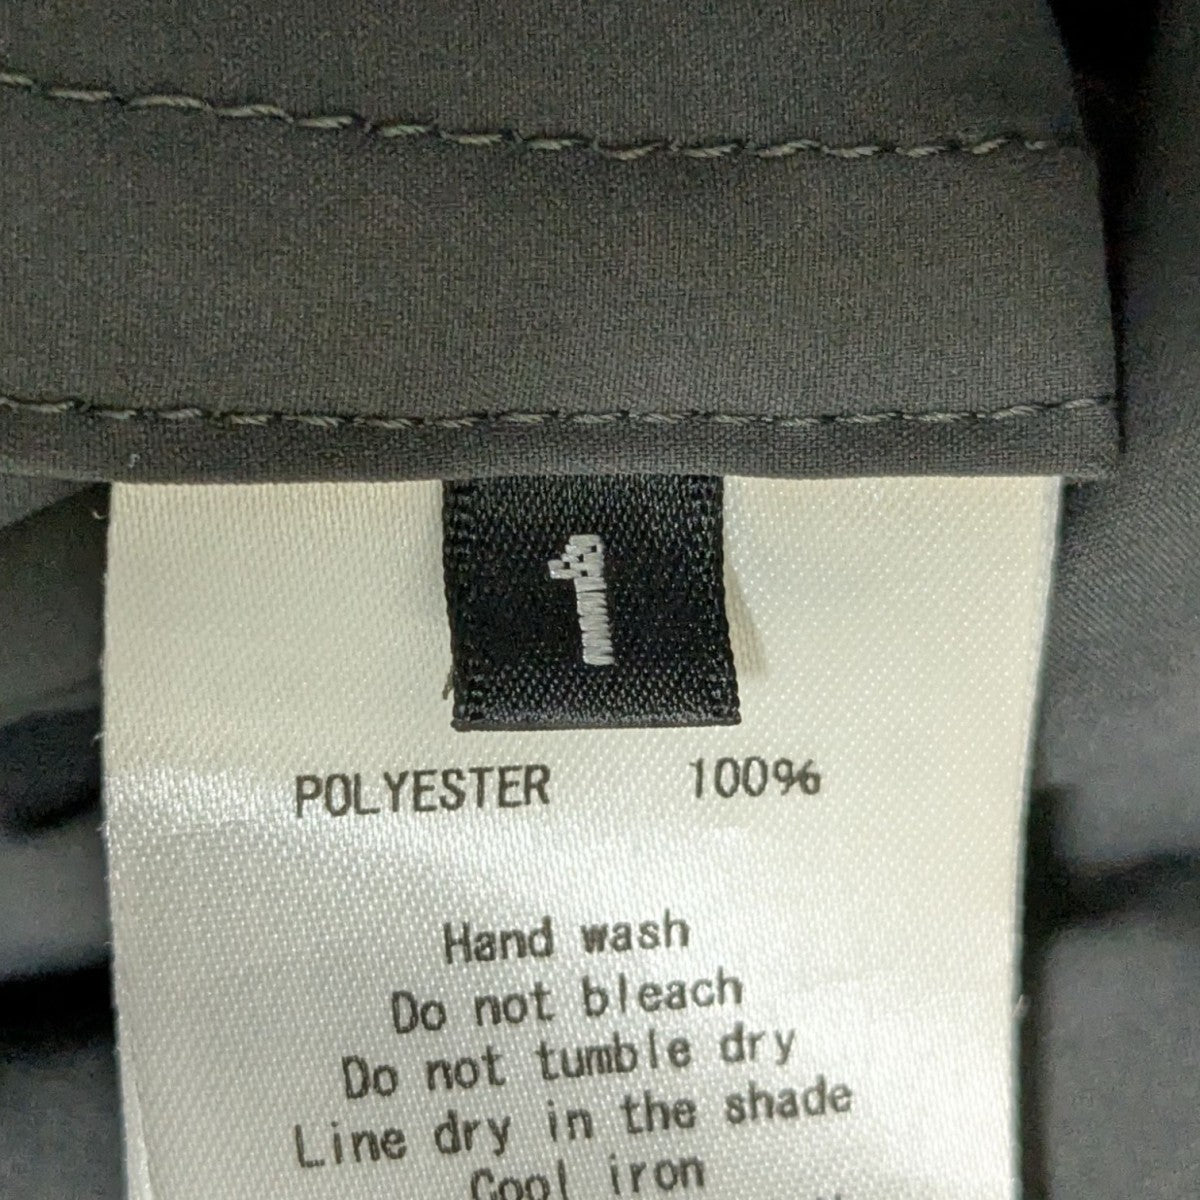 1
POLYESTER 100%
Hand wash
Do not bleach
Do not tumble dry
Line dry in the shade
Cool iron